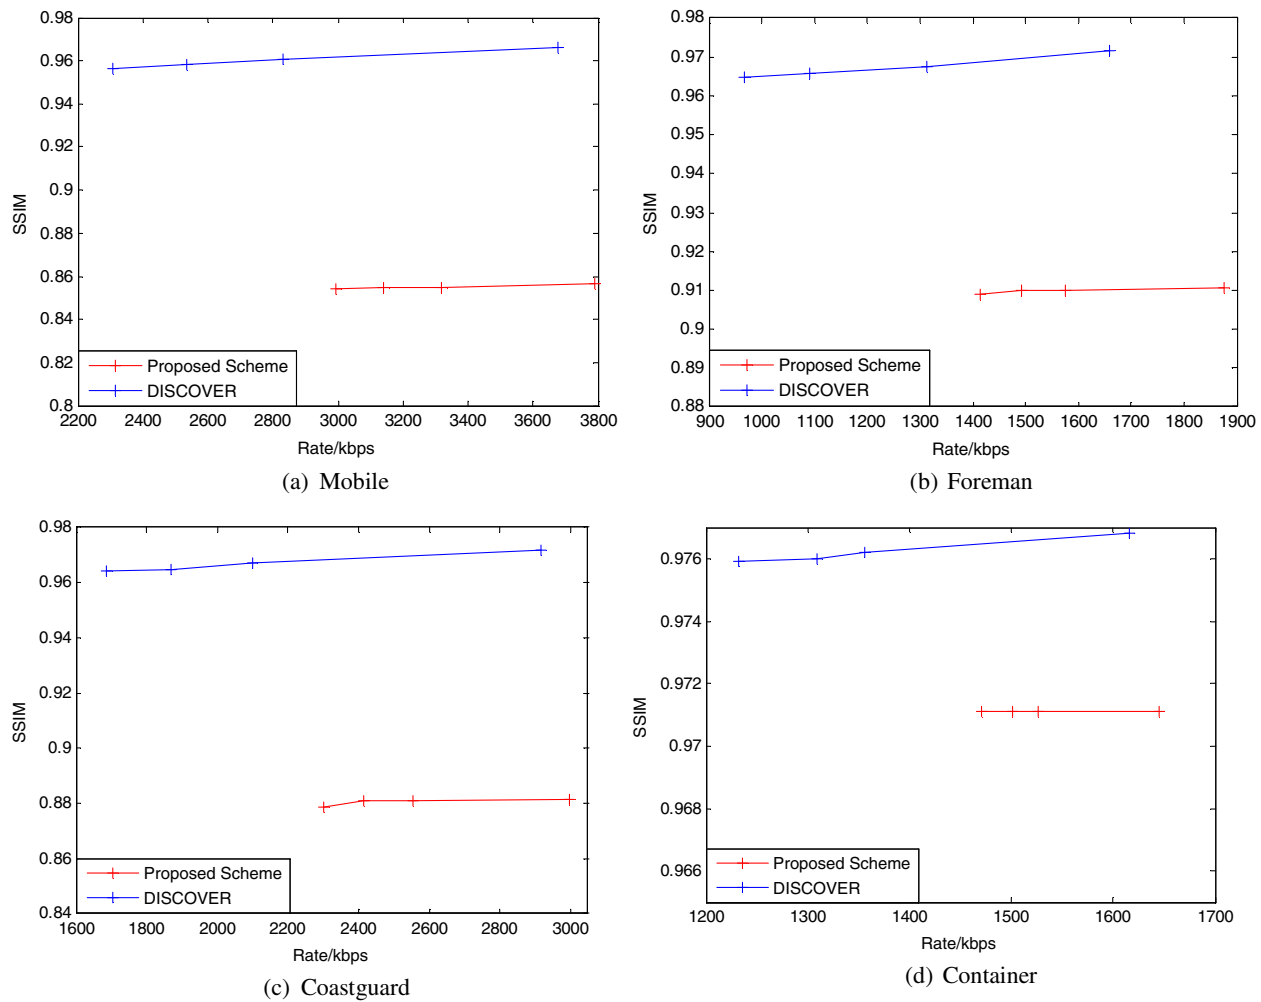 0.98
0.96
0.94
0.92
0.9
0.88
0.86
0.84
0.82
0.8
SSIM
Proposed Scheme
DISCOVER
2200 2400 2600 2800 3000 3200 3400 3600 3800
Rate/kbps
(a) Mobile
0.98
0.97
0.96
0.95
0.94
0.93
0.92
0.91
0.9
0.89
0.88
SSIM
Proposed Scheme
DISCOVER
900 1000 1100 1200 1300 1400 1500 1600 1700 1800 1900
Rate/kbps
(b) Foreman
0.98
0.96
0.94
0.92
0.9
0.88
0.86
0.84
SSIM
Proposed Scheme
DISCOVER
1600 1800 2000 2200 2400 2600 2800 3000
Rate/kbps
(c) Coastguard
0.976
0.974
0.972
0.97
0.968
0.966
SSIM
Proposed Scheme
DISCOVER
1200 1300 1400 1500 1600 1700
Rate/kbps
(d) Container